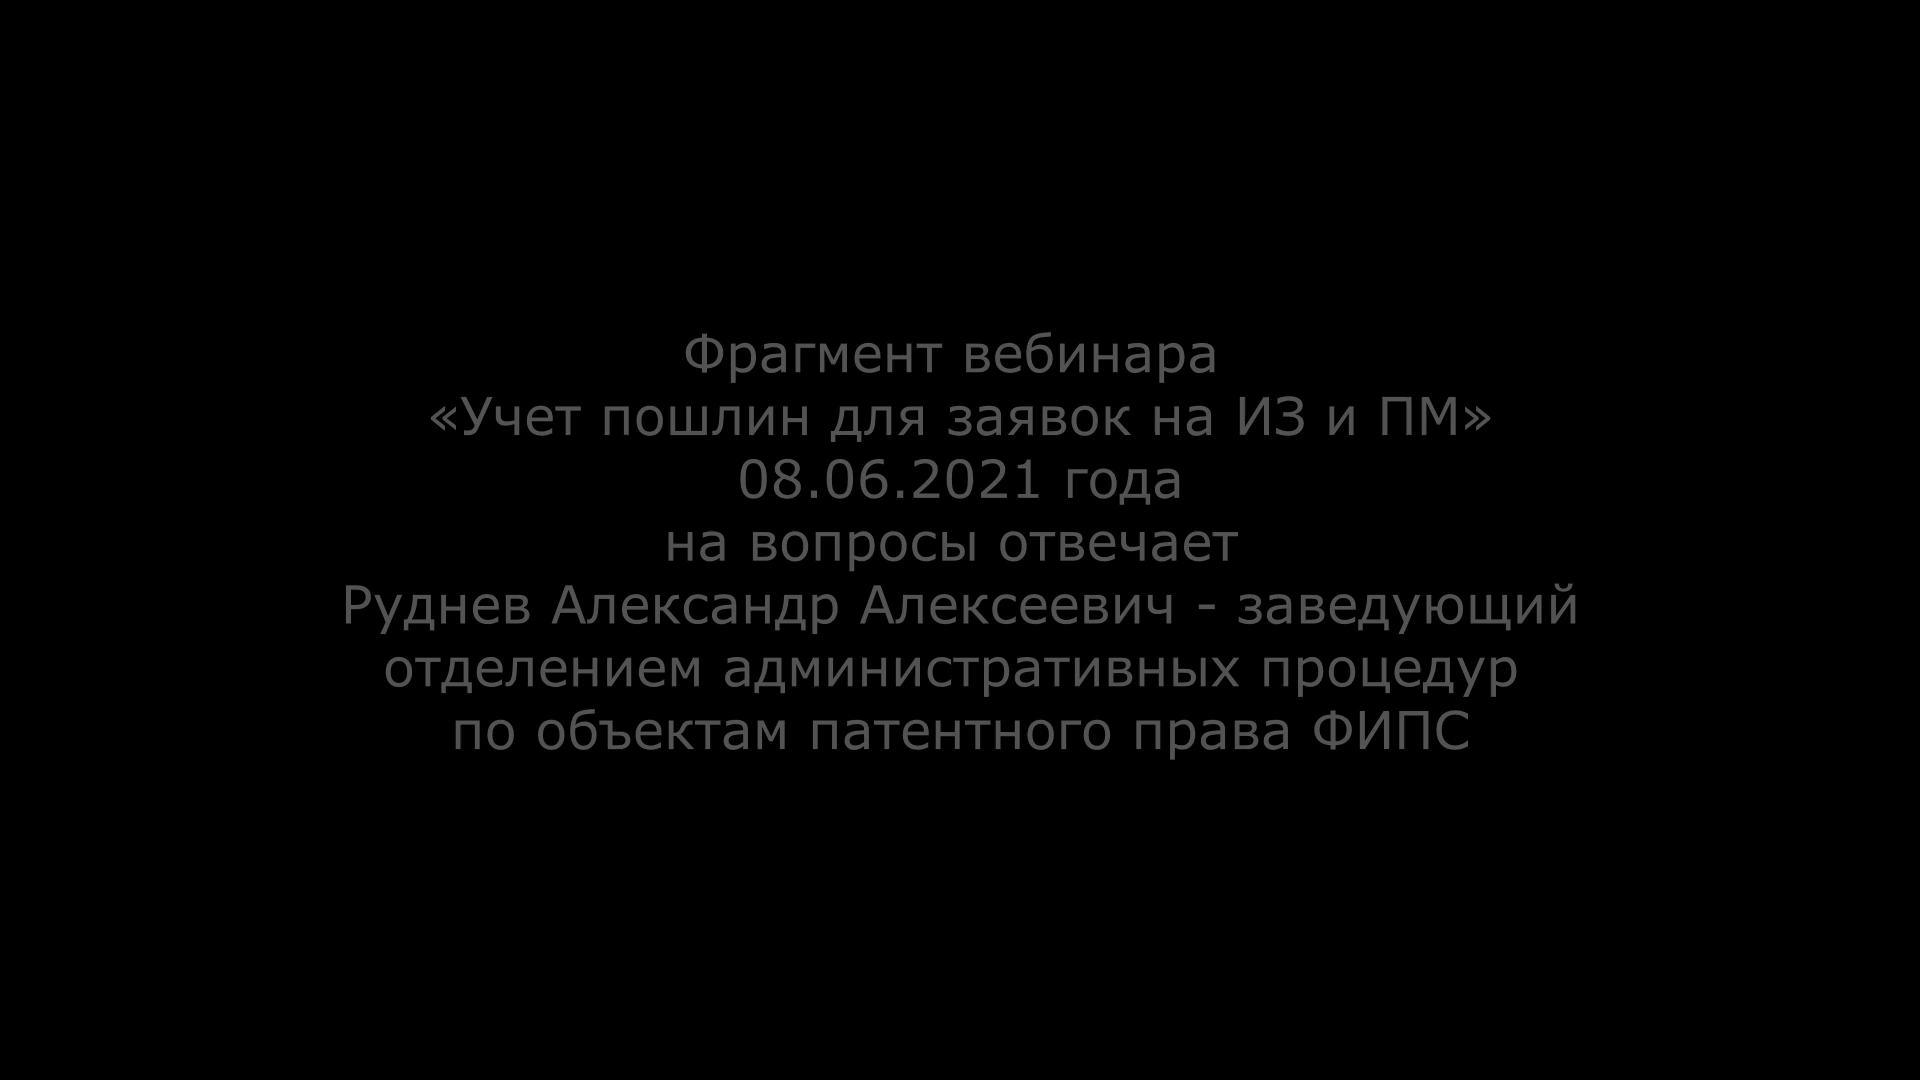 Фрагмент вебинара
«Учет пошлин для заявок на ИЗ и ПМ»
08.06.2021 года
на вопросы отвечает
Руднев Александр Алексеевич - заведующий
отделением административных процедур
по объектам патентного права ФИПС